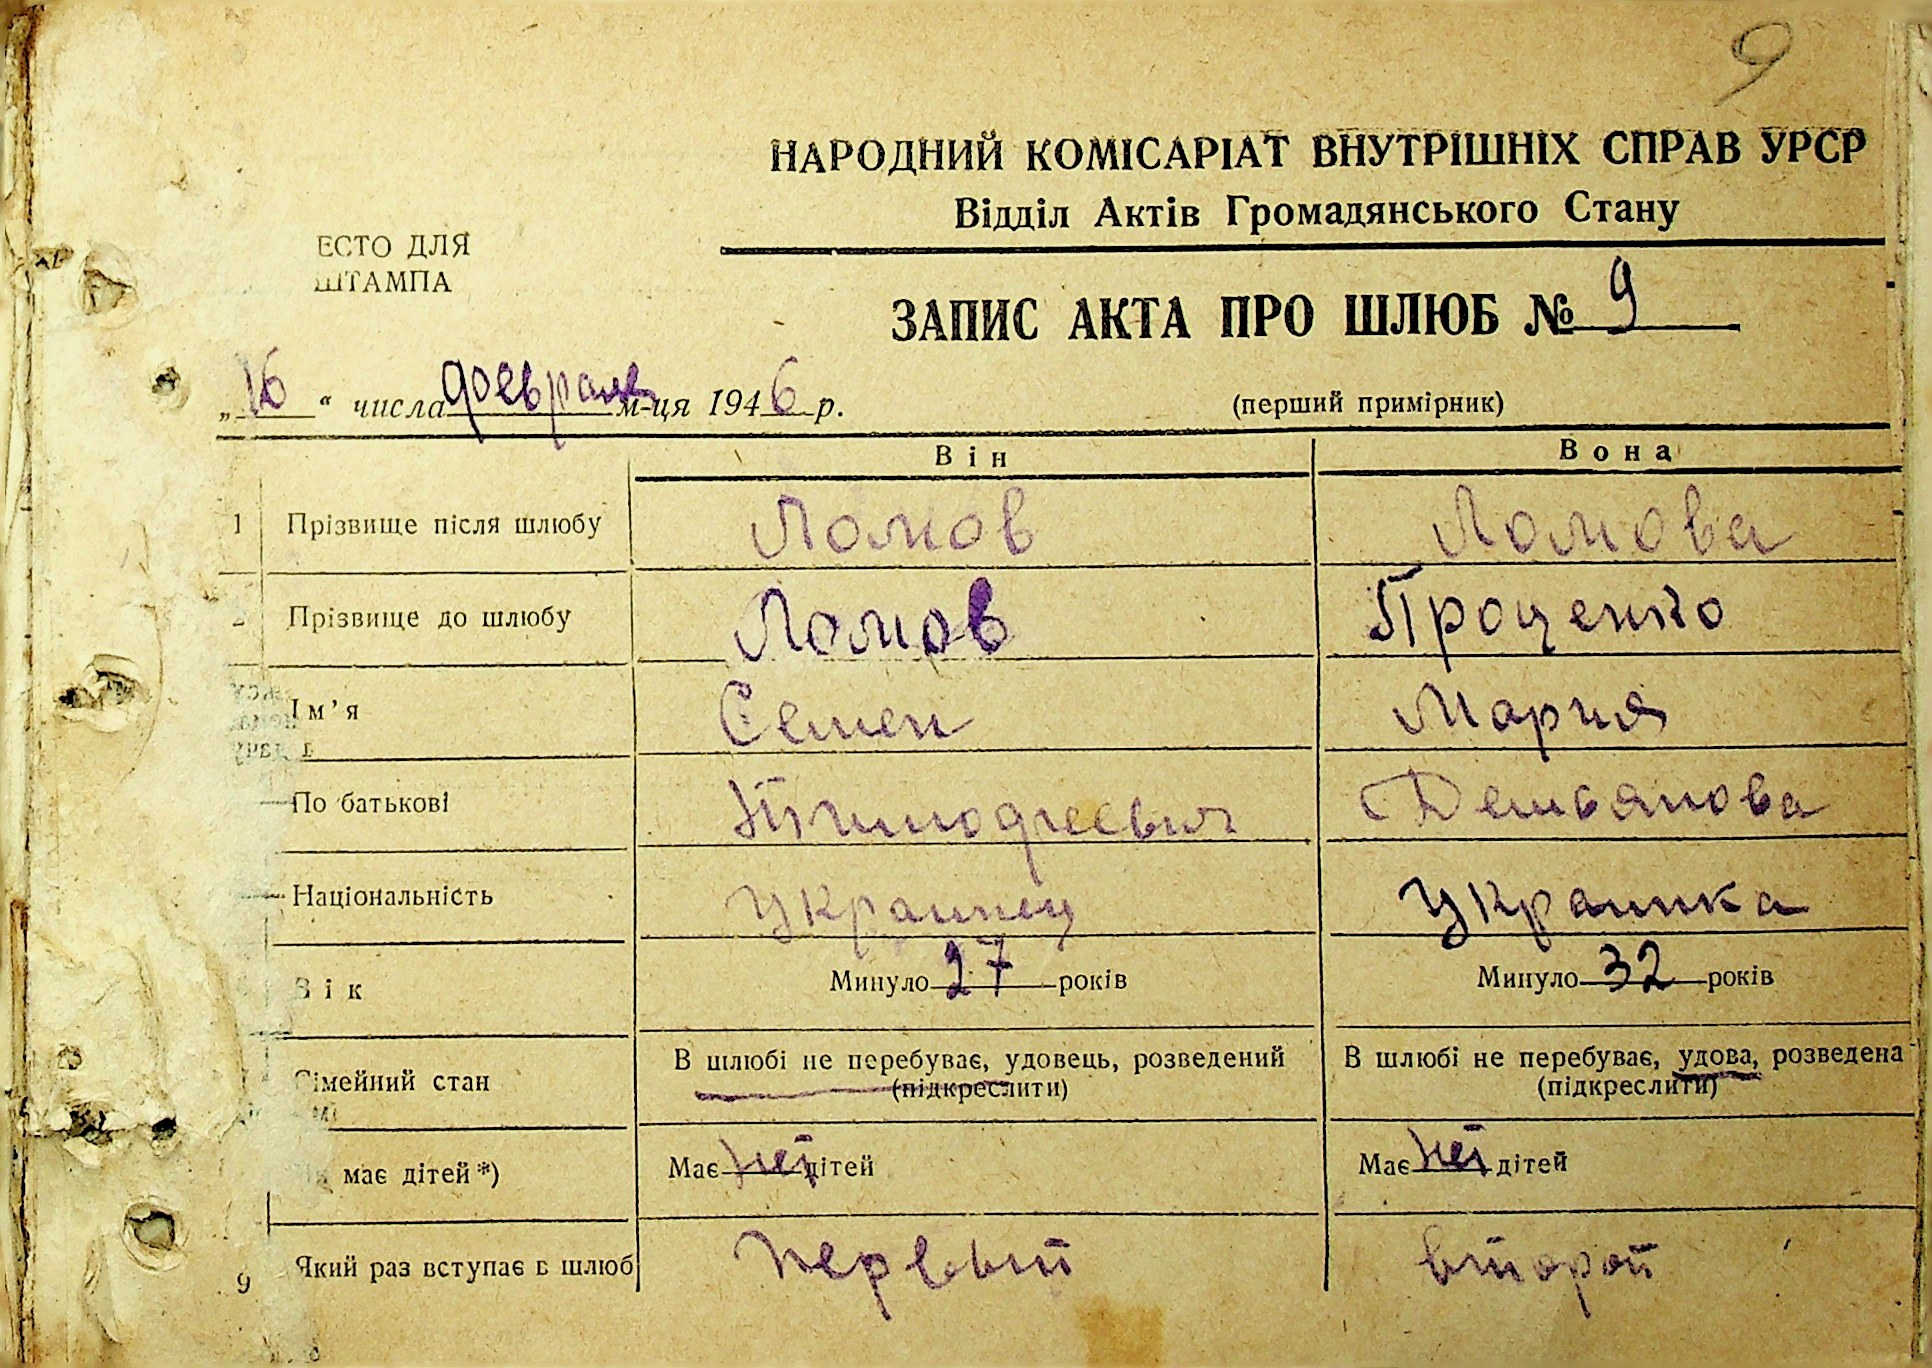 9
НАРОДНИЙ КОМІСАРІАТ ВНУТРІШНІХ СПРАВ УРСР
Відділ Актів Громадянського Стану
ЕСТО ДЛЯ
ШТАМПА
ЗАПИС АКТА ПРО ШЛЮБ № 9
„16“ числа февраля м-ця 1946 р.
(перший примірник)
Він Вона
1 Прізвище після шлюбу Ломов Ломова
2 Прізвище до шлюбу Ломов Проценко
Ім’я Семен Мария
По батькові Тимофеевич Демьянова
Національність Украинец Украинка
Вік Минуло 27 років Минуло 32 років
Сімейний стан В шлюбі не перебуває, удовець, розведений (підкреслити) В шлюбі не перебуває, удова, розведена (підкреслити)
має дітей*) Має нет дітей Має нет дітей
9 Який раз вступає в шлюб первый второй